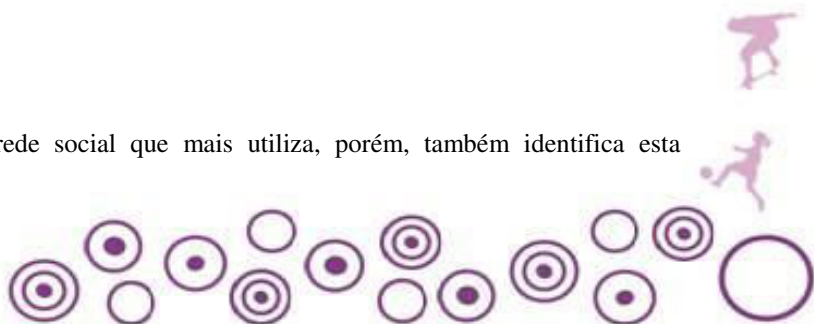 rede social que mais utiliza, porém, também identifica esta